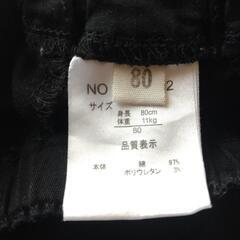 80
NO 2
サイズ
身長 80cm
体重 11kg
80
品質表示
本体 綿 97%
ポリウレタン 3%